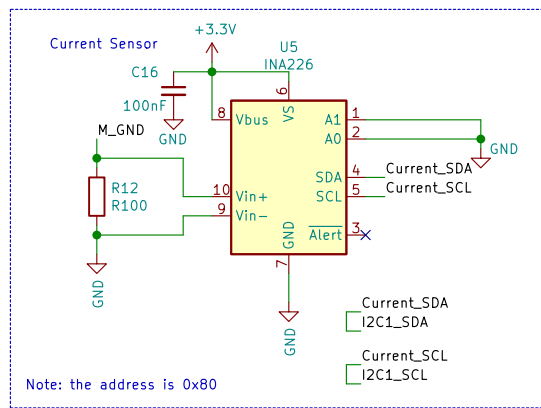 +3.3V
Current Sensor
U5
INA226
C16
100nF
GND
6
VS
8
Vbus
A1
1
A0
2
GND
M_GND
SDA
4
Current_SDA
SCL
5
Current_SCL
R12
R100
10
Vin+
9
Vin-
GND
Alert
3
7
GND
GND
Current_SDA
I2C1_SDA
Current_SCL
I2C1_SCL
Note: the address is 0x80